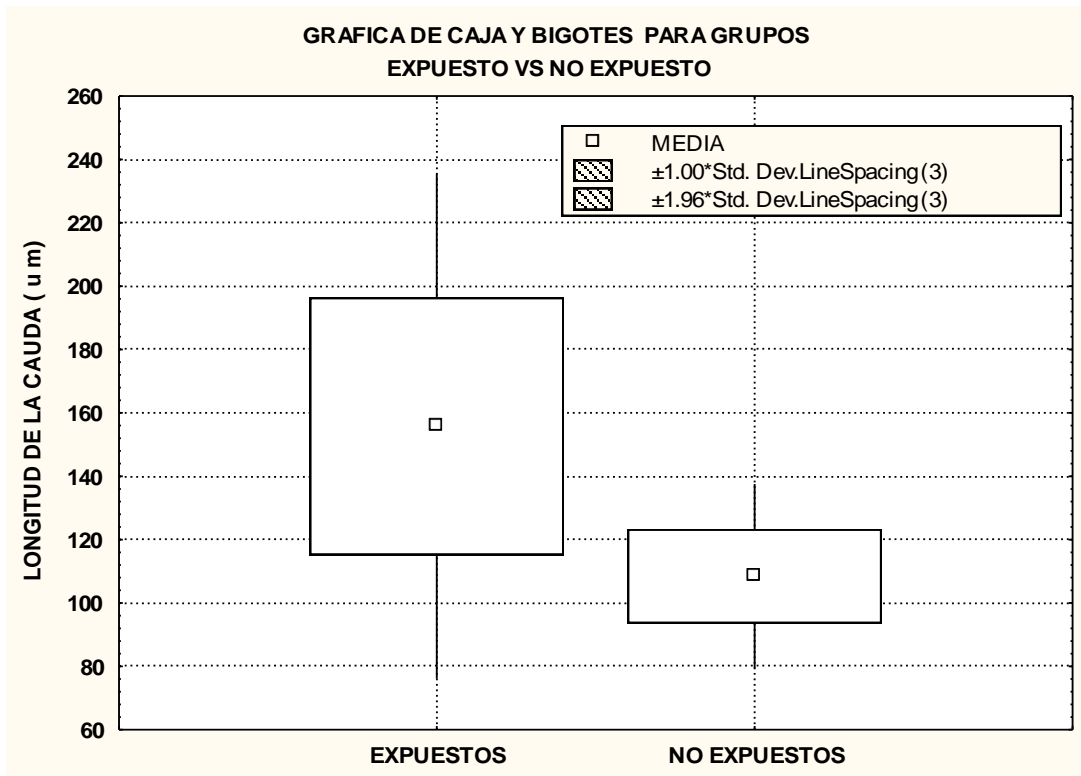 GRAFICA DE CAJA Y BIGOTES PARA GRUPOS
EXPUESTO VS NO EXPUESTO
260
240
220
200
180
160
140
120
100
80
60
LONGITUD DE LA CAUDA ( u m)
MEDIA
±1.00*Std. Dev.LineSpacing(3)
±1.96*Std. Dev.LineSpacing(3)
EXPUESTOS
NO EXPUESTOS